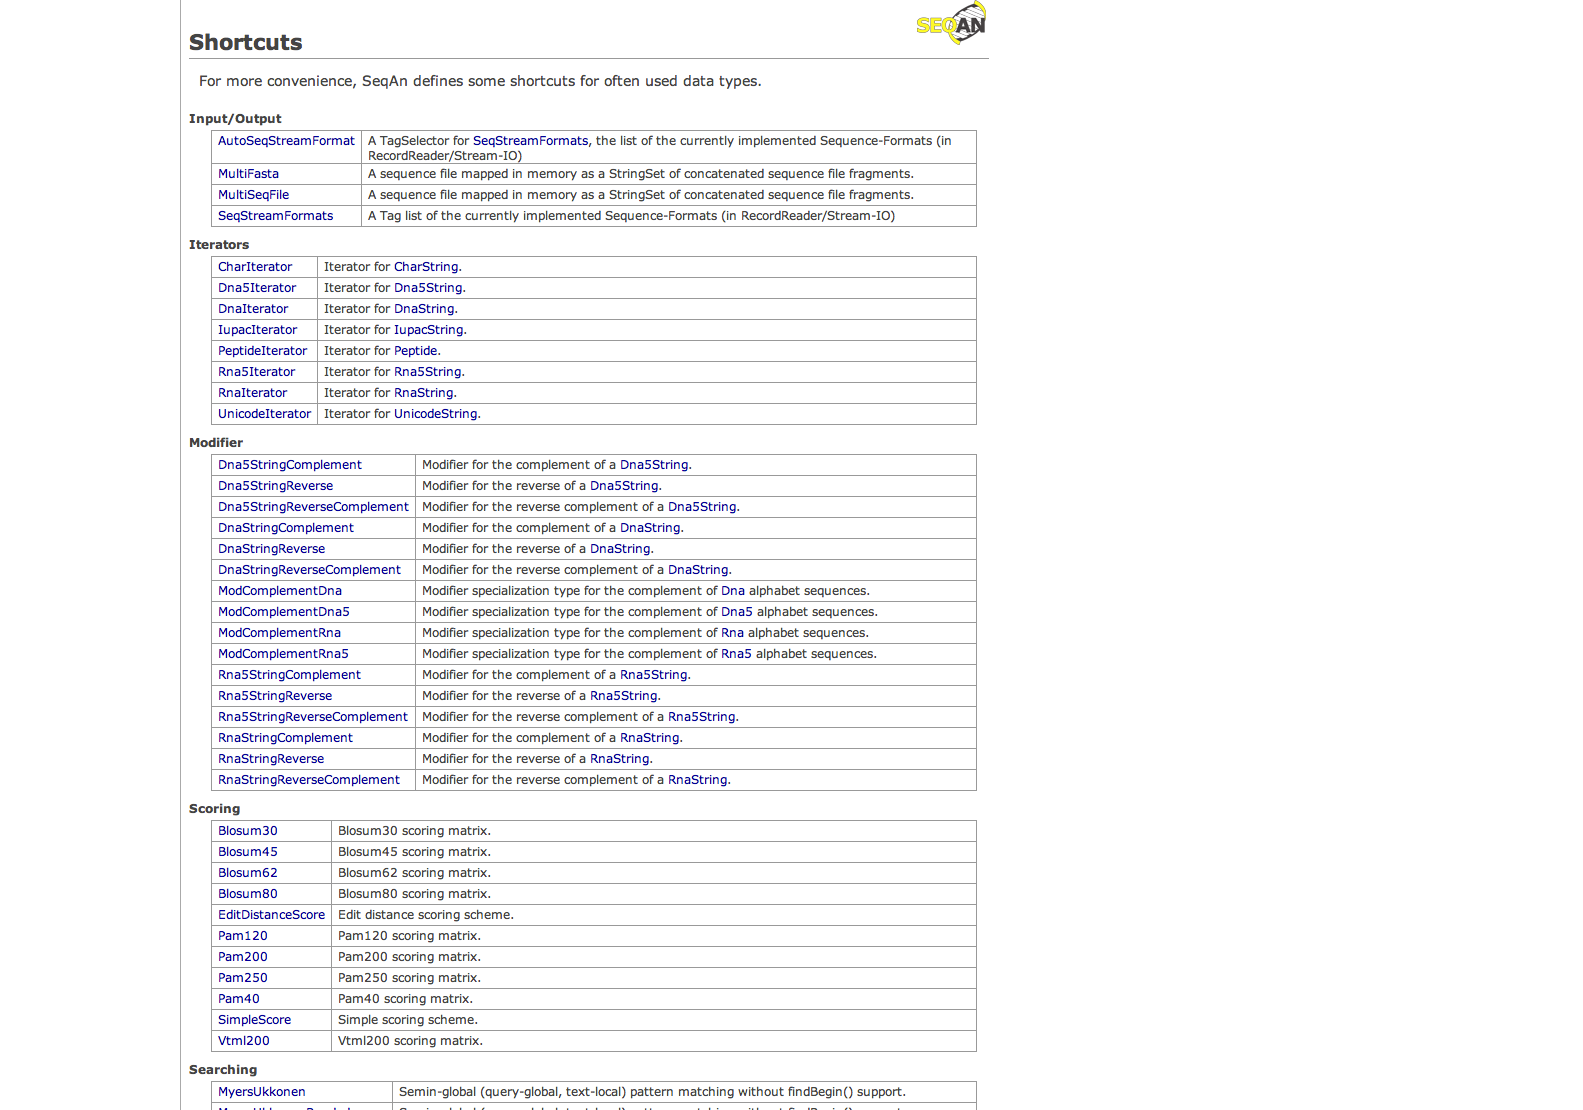 SEQAN
Shortcuts
For more convenience, SeqAn defines some shortcuts for often used data types.
Input/Output
AutoSeqStreamFormat A TagSelector for SeqStreamFormats, the list of the currently implemented Sequence-Formats (in
RecordReader/Stream-IO)
MultiFasta A sequence file mapped in memory as a StringSet of concatenated sequence file fragments.
MultiSeqFile A sequence file mapped in memory as a StringSet of concatenated sequence file fragments.
SeqStreamFormats A Tag list of the currently implemented Sequence-Formats (in RecordReader/Stream-IO)
Iterators
CharIterator Iterator for CharString.
Dna5Iterator Iterator for Dna5String.
DnaIterator Iterator for DnaString.
IupacIterator Iterator for IupacString.
PeptideIterator Iterator for Peptide.
Rna5Iterator Iterator for Rna5String.
RnaIterator Iterator for RnaString.
UnicodeIterator Iterator for UnicodeString.
Modifier
Dna5StringComplement Modifier for the complement of a Dna5String.
Dna5StringReverse Modifier for the reverse of a Dna5String.
Dna5StringReverseComplement Modifier for the reverse complement of a Dna5String.
DnaStringComplement Modifier for the complement of a DnaString.
DnaStringReverse Modifier for the reverse of a DnaString.
DnaStringReverseComplement Modifier for the reverse complement of a DnaString.
ModComplementDna Modifier specialization type for the complement of Dna alphabet sequences.
ModComplementDna5 Modifier specialization type for the complement of Dna5 alphabet sequences.
ModComplementRna Modifier specialization type for the complement of Rna alphabet sequences.
ModComplementRna5 Modifier specialization type for the complement of Rna5 alphabet sequences.
Rna5StringComplement Modifier for the complement of a Rna5String.
Rna5StringReverse Modifier for the reverse of a Rna5String.
Rna5StringReverseComplement Modifier for the reverse complement of a Rna5String.
RnaStringComplement Modifier for the complement of a RnaString.
RnaStringReverse Modifier for the reverse of a RnaString.
RnaStringReverseComplement Modifier for the reverse complement of a RnaString.
Scoring
Blosum30 Blosum30 scoring matrix.
Blosum45 Blosum45 scoring matrix.
Blosum62 Blosum62 scoring matrix.
Blosum80 Blosum80 scoring matrix.
EditDistanceScore Edit distance scoring scheme.
Pam120 Pam120 scoring matrix.
Pam200 Pam200 scoring matrix.
Pam250 Pam250 scoring matrix.
Pam40 Pam40 scoring matrix.
SimpleScore Simple scoring scheme.
Vtml200 Vtml200 scoring matrix.
Searching
MyersUkkonen Semin-global (query-global, text-local) pattern matching without findBegin() support.